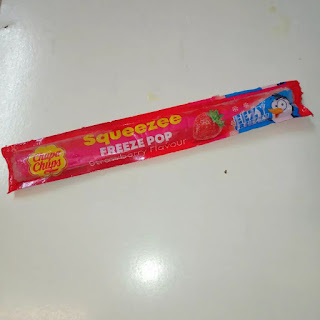 Chupa
Chups
Squeezee
FREEZE POP
Strawberry Flavour